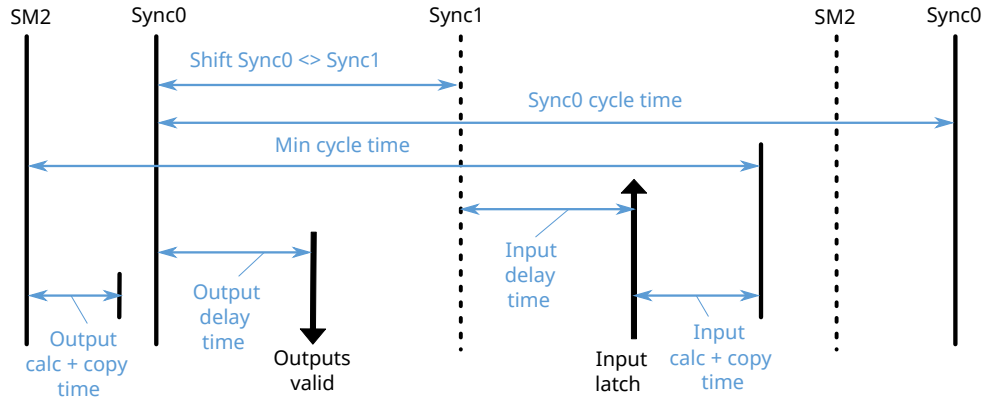 SM2
Sync0
Sync1
SM2
Sync0
Shift Sync0 <> Sync1
Sync0 cycle time
Min cycle time
Input
delay
time
Output
delay
time
Output
calc + copy
time
Outputs
valid
Input
latch
Input
calc + copy
time